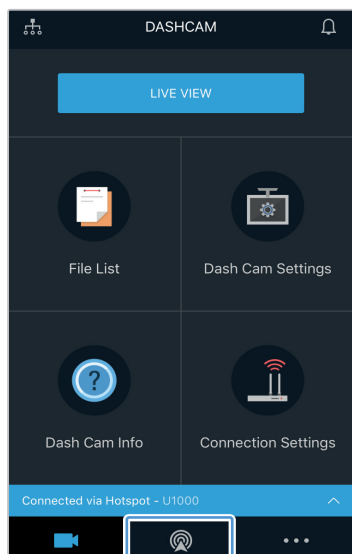 DASHCAM
LIVE VIEW
File List
Dash Cam Settings
Dash Cam Info
Connection Settings
Connected via Hotspot - U1000